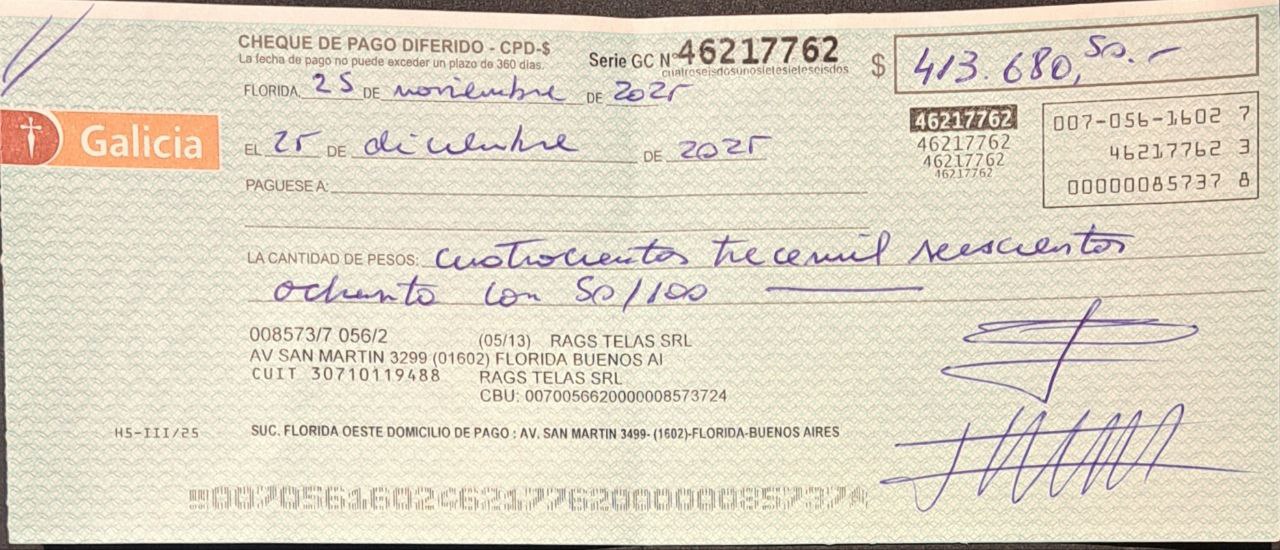 CHEQUE DE PAGO DIFERIDO - CPD-$
La fecha de pago no puede exceder un plazo de 360 días.
Serie GC Nº 46217762
cuatroseisdosunosietesieteseisdos
$ 413.680,50.-
FLORIDA, 25 DE noviembre DE 2025
Galicia
EL 25 DE diciembre DE 2025
46217762
46217762
46217762
46217762
007-056-1602 7
46217762 3
00000085737 8
PAGUESE A:
LA CANTIDAD DE PESOS: cuatrocientos trece mil seiscientos
ochenta con 50/100
008573/7 056/2 (05/13) RAGS TELAS SRL
AV SAN MARTIN 3299 (01602) FLORIDA BUENOS AI
CUIT 30710119488 RAGS TELAS SRL
CBU: 0070056620000008573724
H5-III/25
SUC. FLORIDA OESTE DOMICILIO DE PAGO : AV. SAN MARTIN 3499- (1602)-FLORIDA-BUENOS AIRES